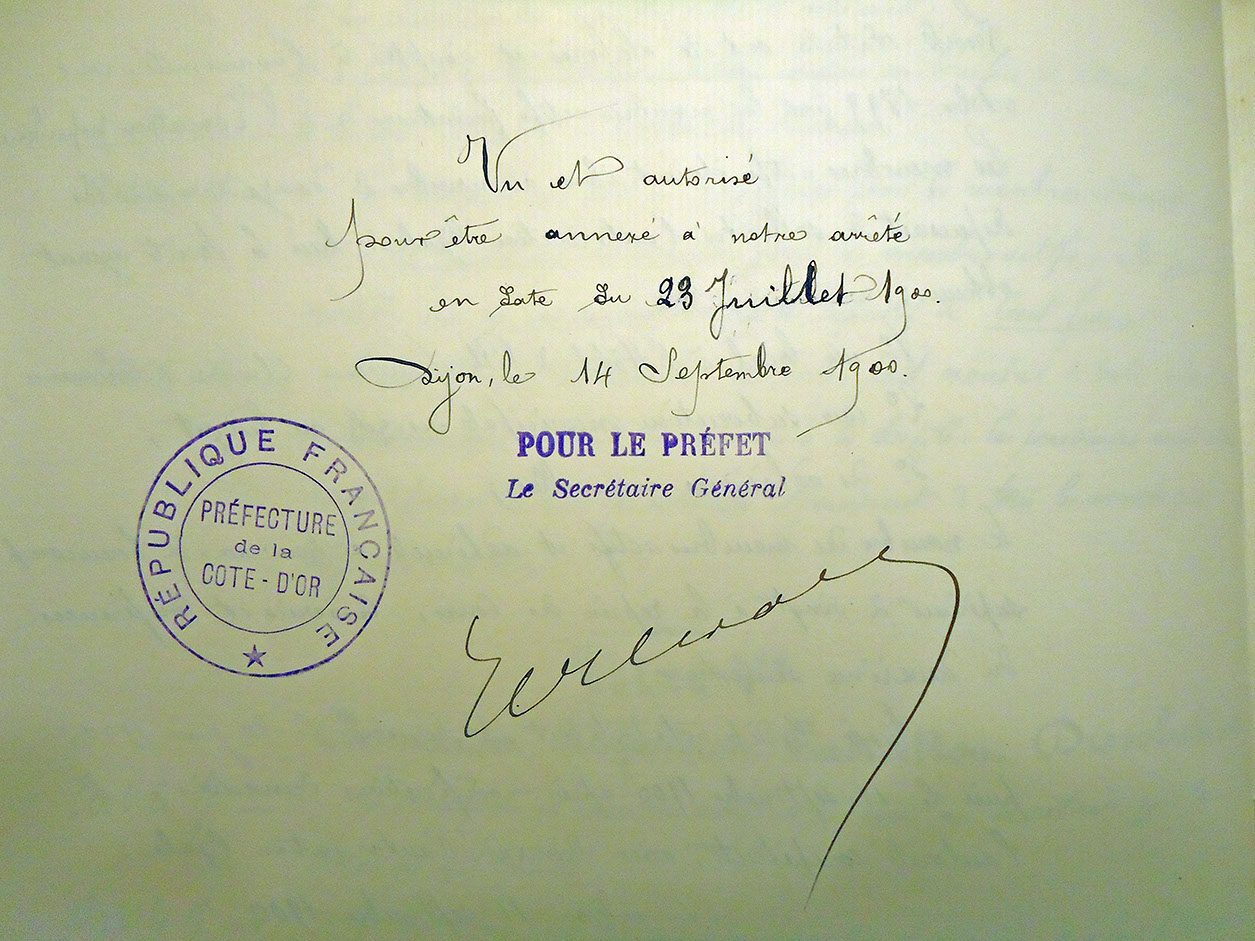 Vu et autorisé
pour être annexé à notre arrêté
en date du 23 Juillet 1900.
Dijon, le 14 Septembre 1900.
POUR LE PRÉFET
Le Secrétaire Général
RÉPUBLIQUE FRANÇAISE
PRÉFECTURE
de la
COTE-D'OR